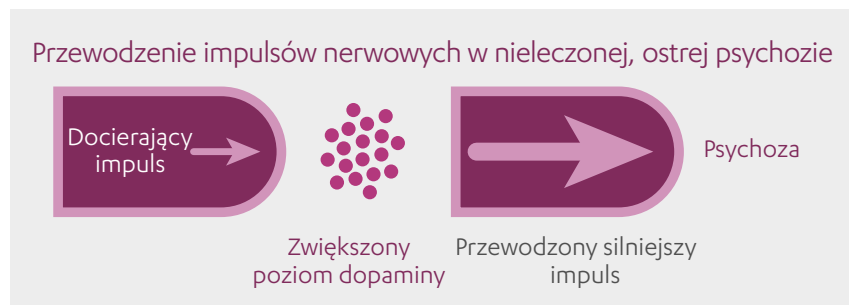 Przewodzenie impulsów nerwowych w nieleczonej, ostrej psychozie
Docierający
impuls
Psychoza
Zwiększony
poziom dopaminy
Przewodzony silniejszy
impuls